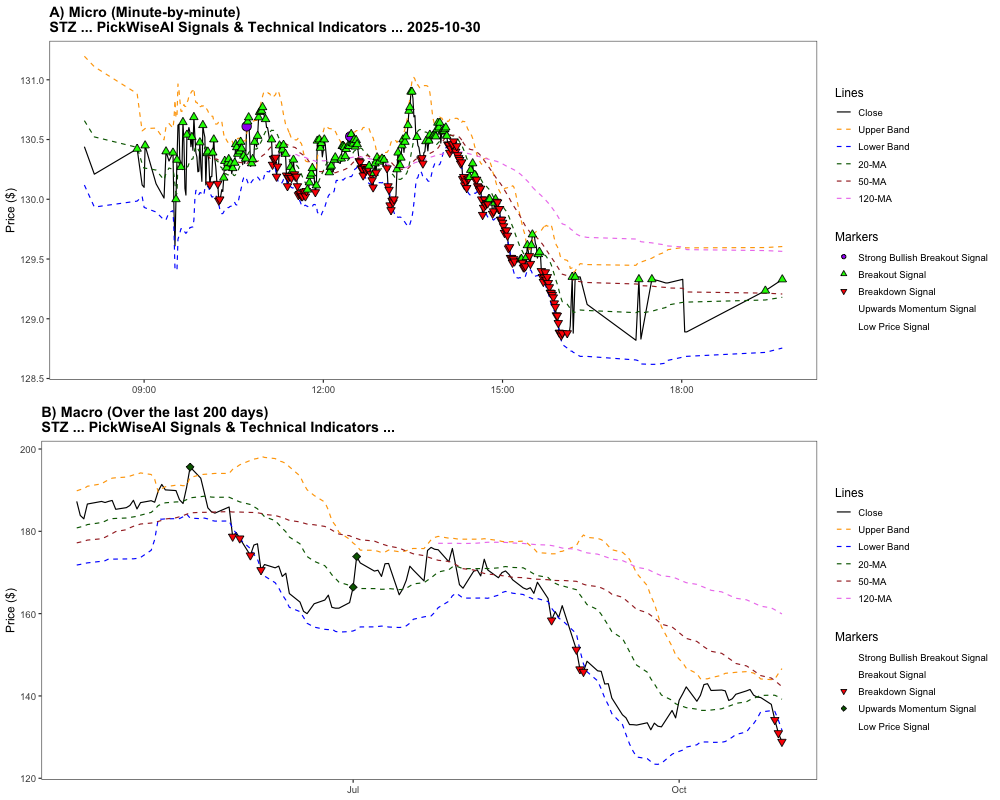 A) Micro (Minute-by-minute)
STZ ... PickWiseAI Signals & Technical Indicators ... 2025-10-30
Price ($)
131.0
130.5
130.0
129.5
129.0
128.5
09:00
12:00
15:00
18:00
Lines
Close
Upper Band
Lower Band
20-MA
50-MA
120-MA
Markers
Strong Bullish Breakout Signal
Breakout Signal
Breakdown Signal
Upwards Momentum Signal
Low Price Signal
B) Macro (Over the last 200 days)
STZ ... PickWiseAI Signals & Technical Indicators ...
Price ($)
200
180
160
140
120
Jul
Oct
Lines
Close
Upper Band
Lower Band
20-MA
50-MA
120-MA
Markers
Strong Bullish Breakout Signal
Breakout Signal
Breakdown Signal
Upwards Momentum Signal
Low Price Signal